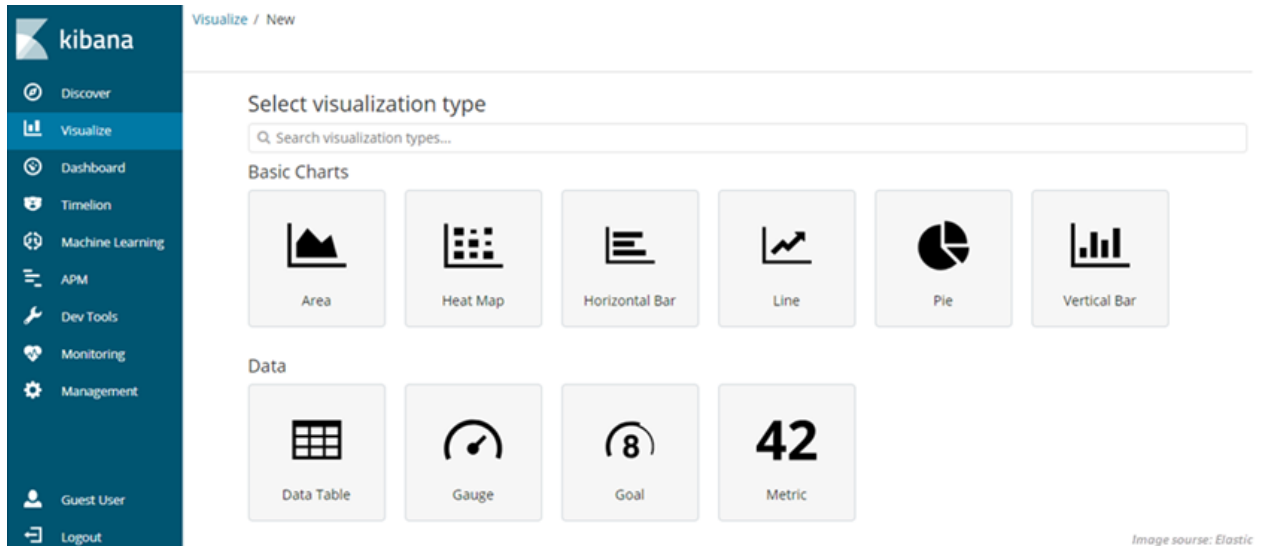 kibana
Discover
Visualize
Dashboard
Timelion
Machine Learning
APM
Dev Tools
Monitoring
Management
Guest User
Logout
Visualize / New
Select visualization type
Search visualization types...
Basic Charts
Area
Heat Map
Horizontal Bar
Line
Pie
Vertical Bar
Data
8
42
Data Table
Gauge
Goal
Metric
Image sourse: Elastic